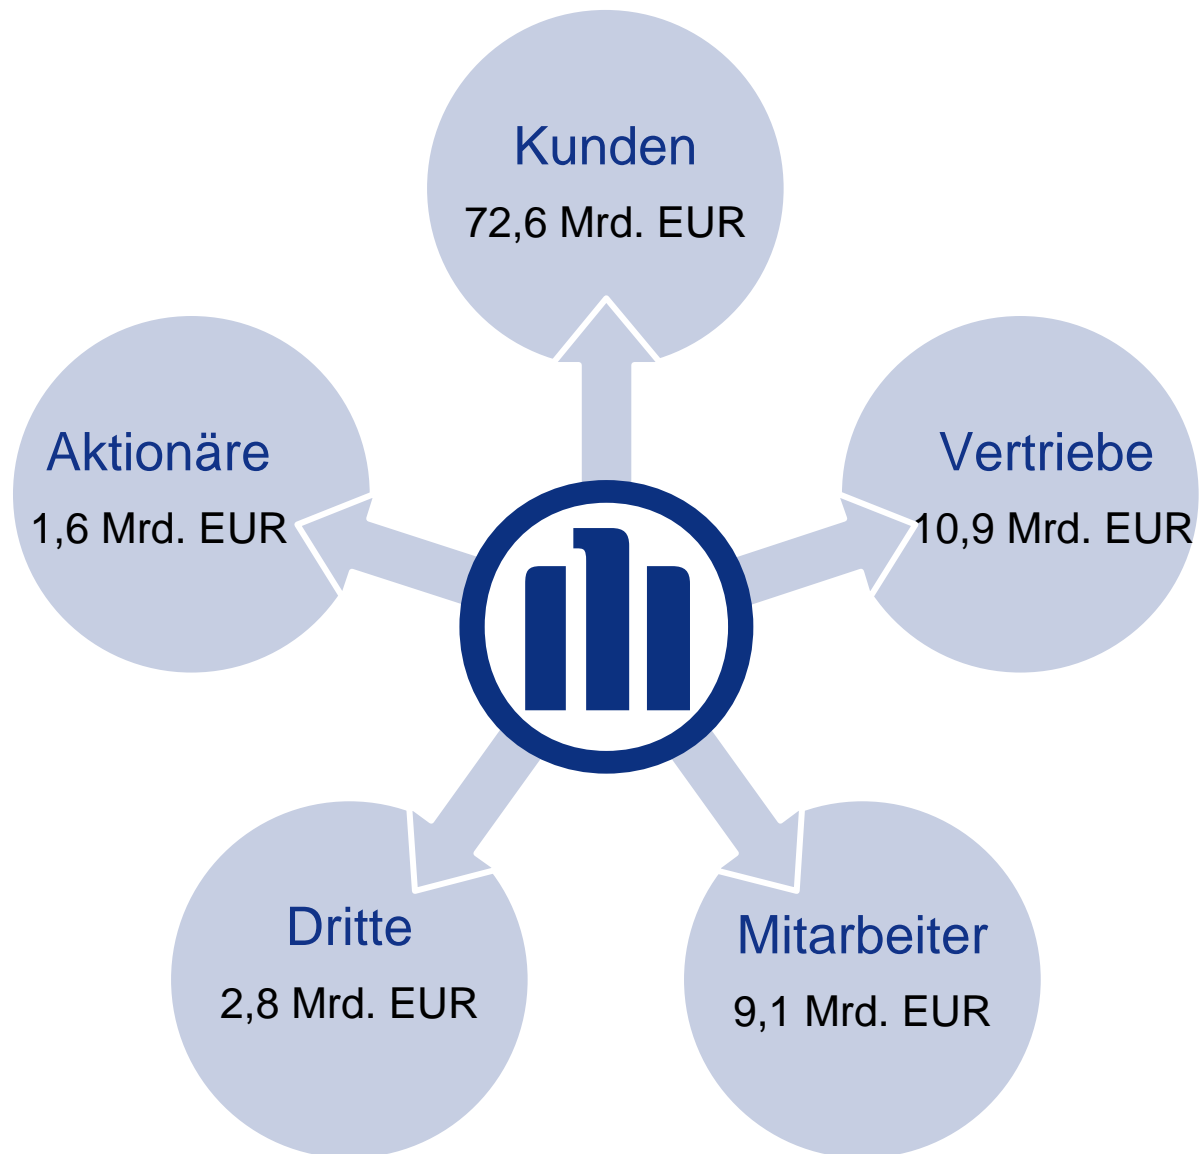 Kunden
72,6 Mrd. EUR
Aktionäre
1,6 Mrd. EUR
Vertriebe
10,9 Mrd. EUR
Dritte
2,8 Mrd. EUR
Mitarbeiter
9,1 Mrd. EUR